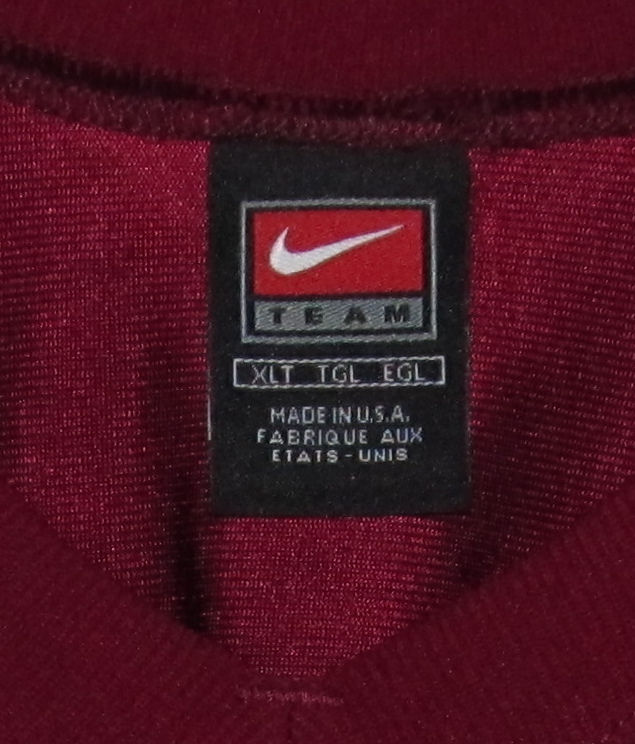 TEAM
XLT TGL EGL
MADE IN U.S.A.
FABRIQUE AUX
ETATS-UNIS